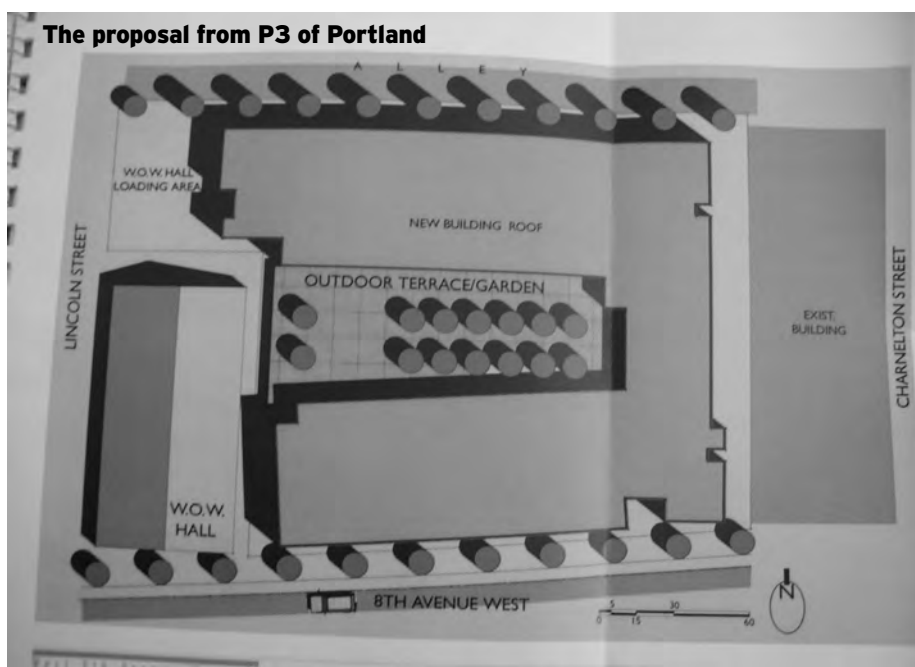 The proposal from P3 of Portland
ALLEY
W.O.W. HALL
LOADING AREA
NEW BUILDING ROOF
LINCOLN STREET
OUTDOOR TERRACE/GARDEN
EXIST.
BUILDING
CHARNELTON STREET
W.O.W.
HALL
8TH AVENUE WEST
N
5 30
0 15 60